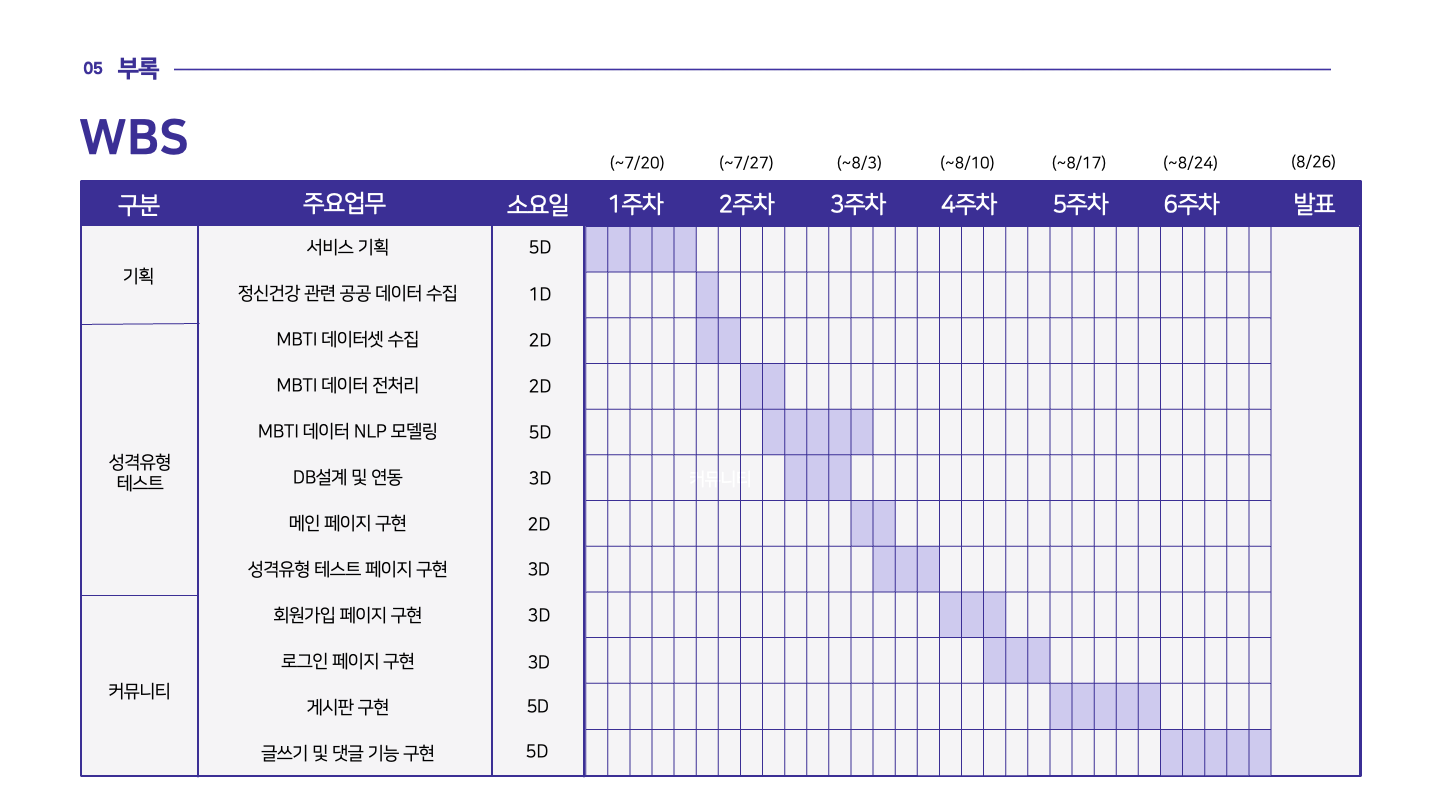 05 부록
WBS
(~7/20) (~7/27) (~8/3) (~8/10) (~8/17) (~8/24) (8/26)
구분 주요업무 소요일 1주차 2주차 3주차 4주차 5주차 6주차 발표
기획
서비스 기획 5D
정신건강 관련 공공 데이터 수집 1D
성격유형
테스트
MBTI 데이터셋 수집 2D
MBTI 데이터 전처리 2D
MBTI 데이터 NLP 모델링 5D
DB설계 및 연동 3D
커뮤니티
메인 페이지 구현 2D
성격유형 테스트 페이지 구현 3D
커뮤니티
회원가입 페이지 구현 3D
로그인 페이지 구현 3D
게시판 구현 5D
글쓰기 및 댓글 기능 구현 5D